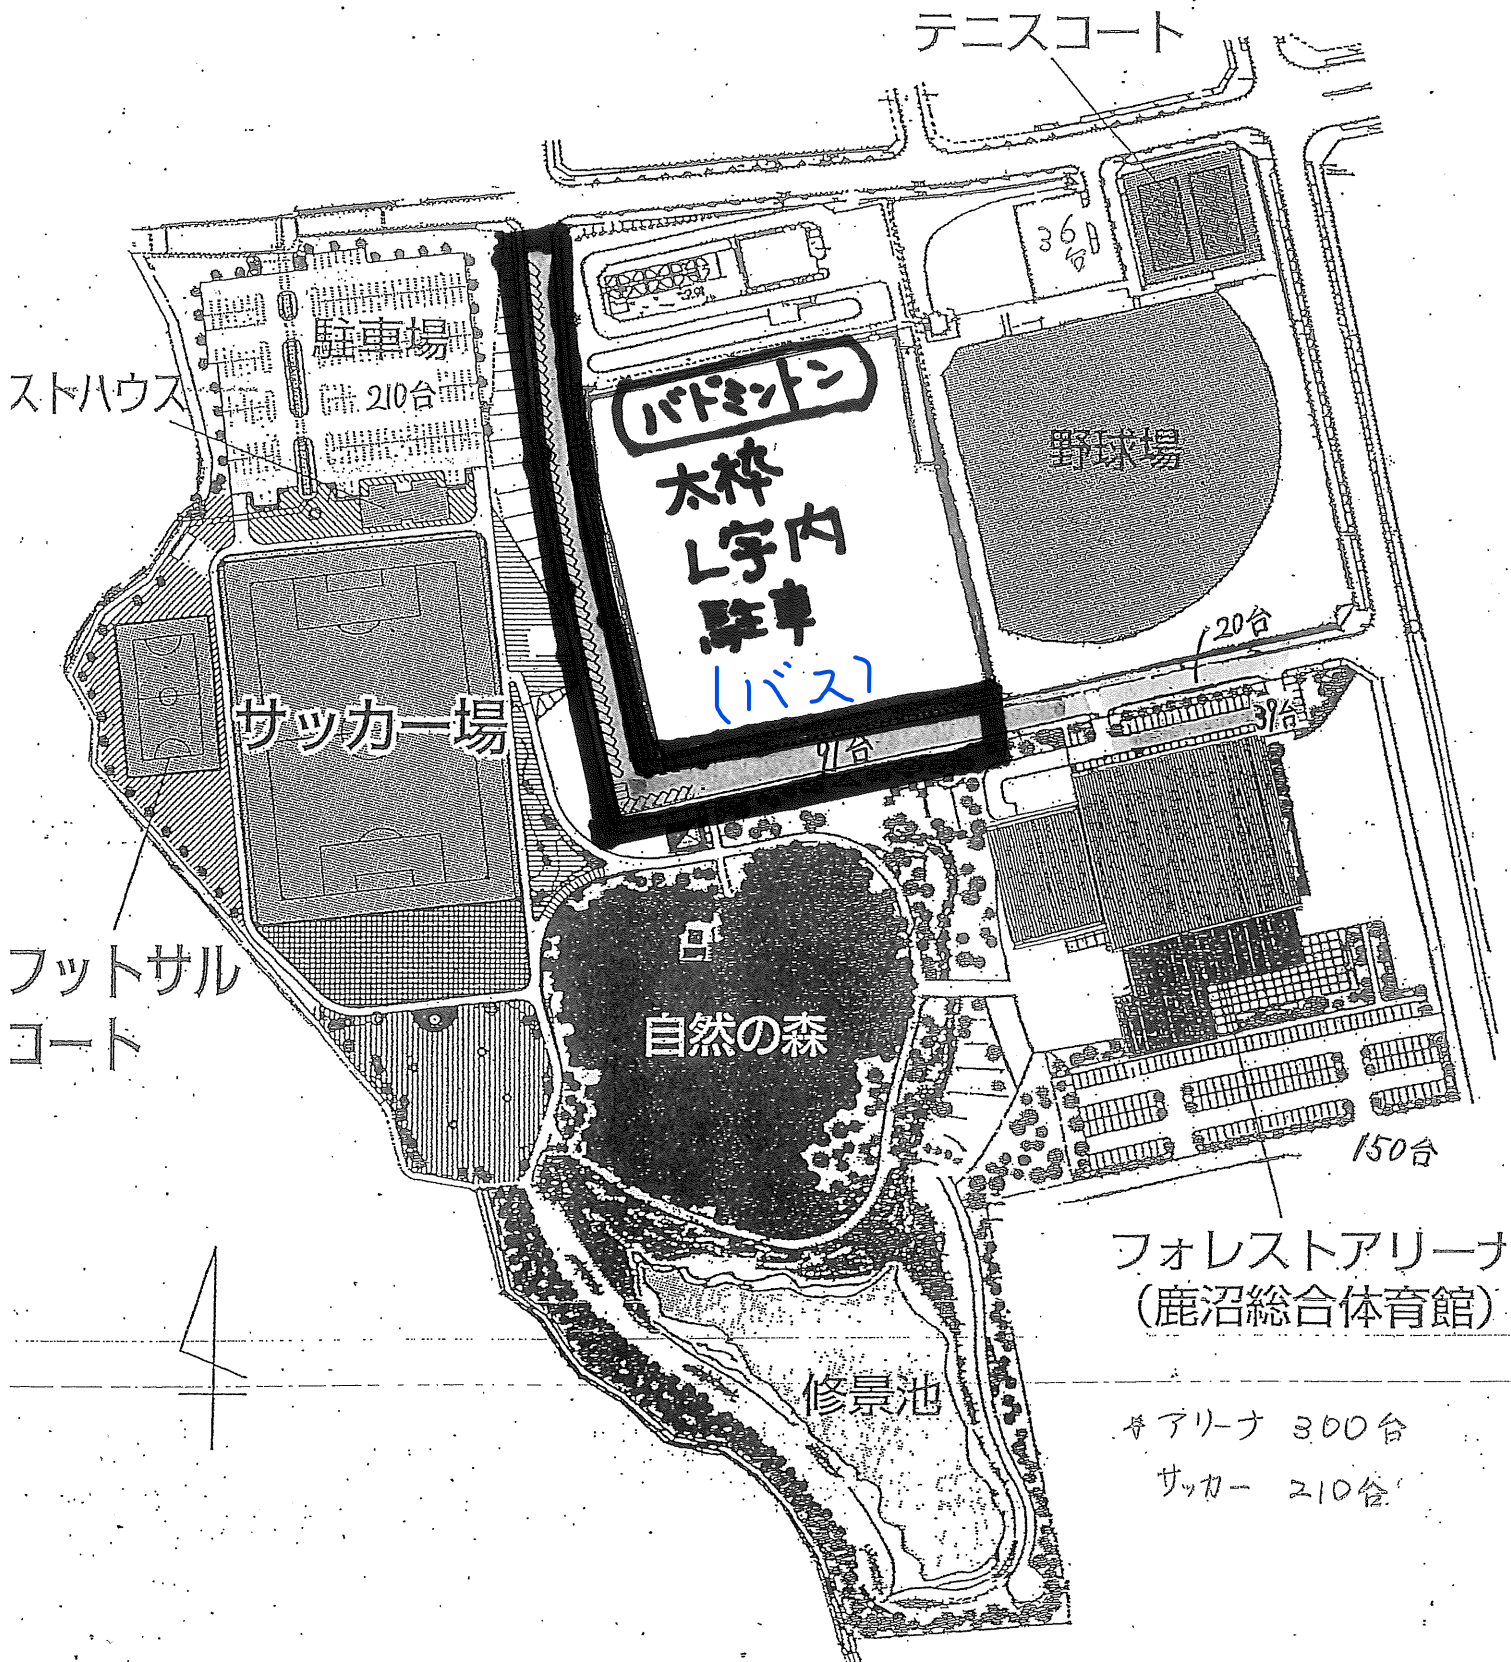 テニスコート
36台
駐車場
210台
ストハウス
バドミントン
太枠
L字内
駐車
(バス)
野球場
20台
39台
91台
サッカー場
フットサル
コート
自然の森
150台
フォレストアリーナ
(鹿沼総合体育館)
修景池
アリーナ 300台
サッカー 210台